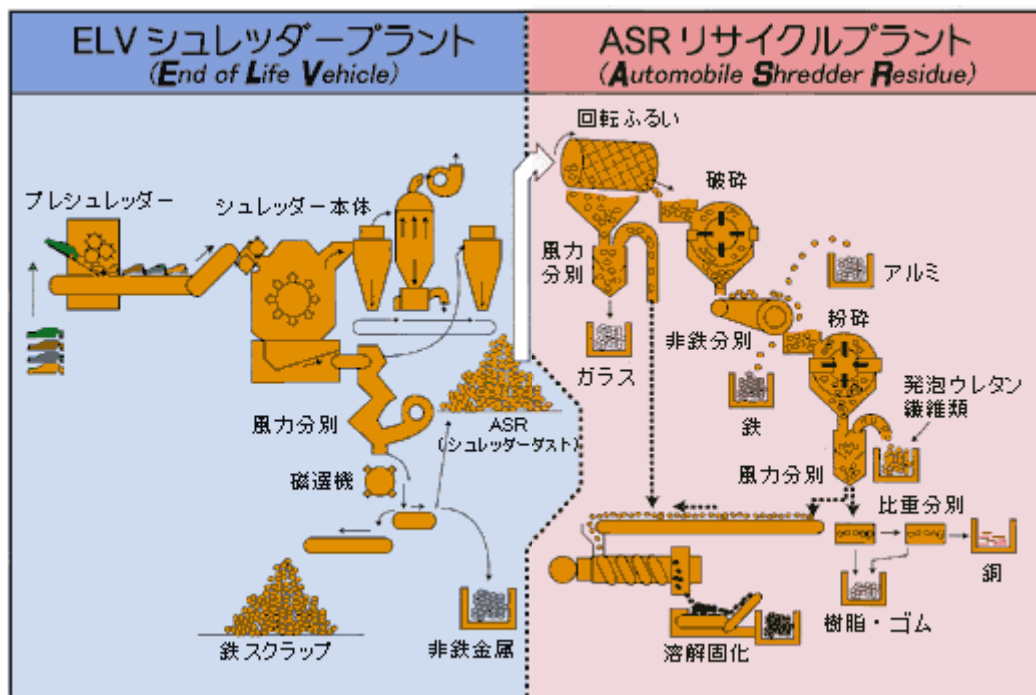 ELV シュレッダープラント
(End of Life Vehicle)
プレシュレッダー
シュレッダー本体
風力分別
磁選機
ASR
(シュレッダーダスト)
鉄スクラップ
非鉄金属
ASR リサイクルプラント
(Automobile Shredder Residue)
回転ふるい
破砕
風力
分別
アルミ
非鉄分別
粉砕
ガラス
鉄
発泡ウレタン
繊維類
風力分別
比重分別
銅
樹脂・ゴム
溶解固化